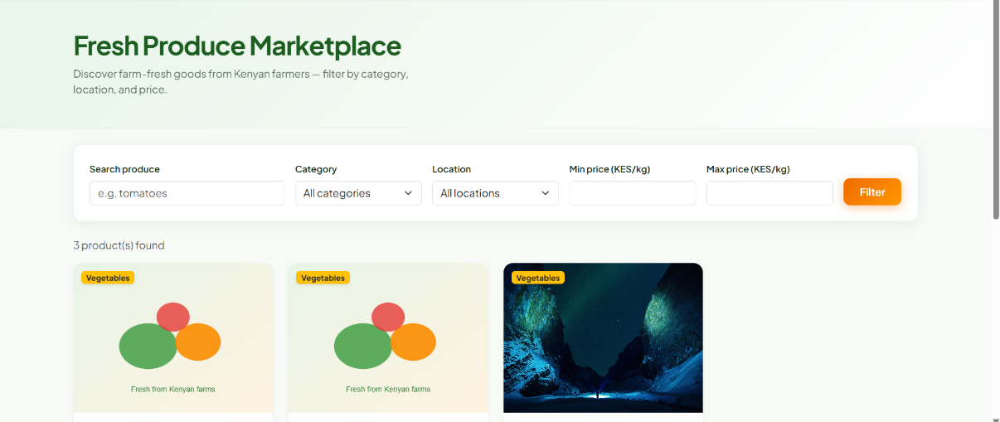 Fresh Produce Marketplace
Discover farm-fresh goods from Kenyan farmers — filter by category,
location, and price.
Search produce
Category
Location
Min price (KES/kg)
Max price (KES/kg)
e.g. tomatoes
All categories
All locations
Filter
3 product(s) found
Vegetables
Vegetables
Vegetables
Fresh from Kenyan farms
Fresh from Kenyan farms